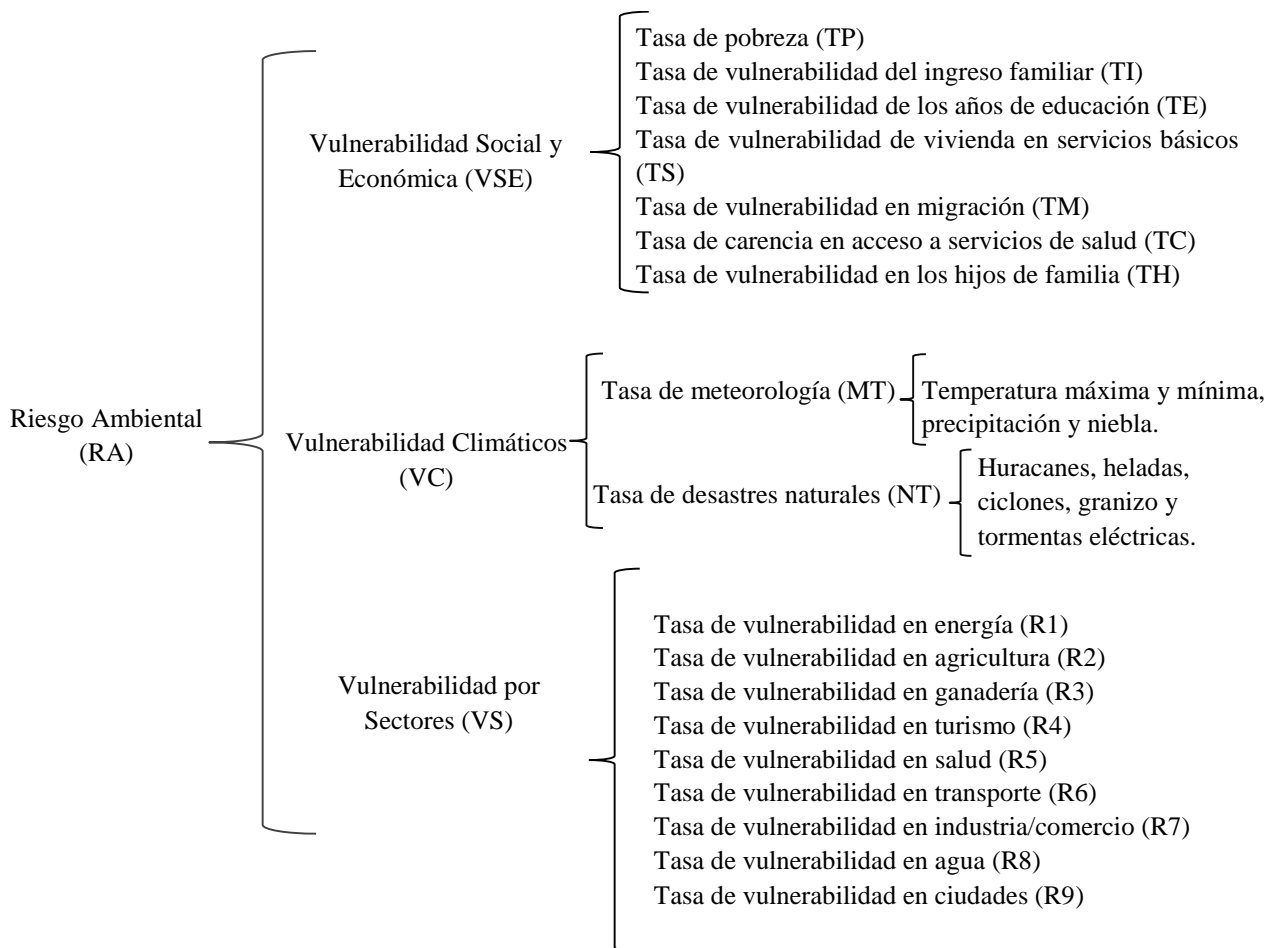 Riesgo Ambiental
(RA)
Vulnerabilidad Social y
Económica (VSE)
Tasa de pobreza (TP)
Tasa de vulnerabilidad del ingreso familiar (TI)
Tasa de vulnerabilidad de los años de educación (TE)
Tasa de vulnerabilidad de vivienda en servicios básicos
(TS)
Tasa de vulnerabilidad en migración (TM)
Tasa de carencia en acceso a servicios de salud (TC)
Tasa de vulnerabilidad en los hijos de familia (TH)
Vulnerabilidad Climáticos
(VC)
Tasa de meteorología (MT)
Temperatura máxima y mínima,
precipitación y niebla.
Tasa de desastres naturales (NT)
Huracanes, heladas,
ciclones, granizo y
tormentas eléctricas.
Vulnerabilidad por
Sectores (VS)
Tasa de vulnerabilidad en energía (R1)
Tasa de vulnerabilidad en agricultura (R2)
Tasa de vulnerabilidad en ganadería (R3)
Tasa de vulnerabilidad en turismo (R4)
Tasa de vulnerabilidad en salud (R5)
Tasa de vulnerabilidad en transporte (R6)
Tasa de vulnerabilidad en industria/comercio (R7)
Tasa de vulnerabilidad en agua (R8)
Tasa de vulnerabilidad en ciudades (R9)